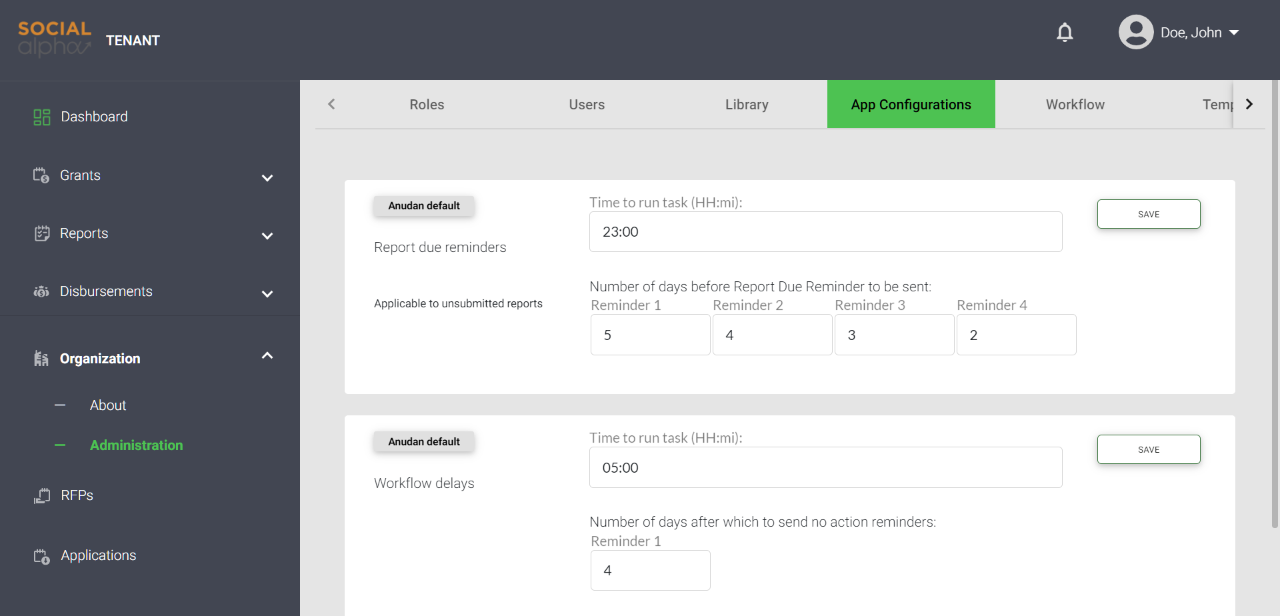 SOCIAL
alpha
TENANT
Doe, John
Dashboard
Grants
Reports
Disbursements
Organization
About
Administration
RFPs
Applications
Roles
Users
Library
App Configurations
Workflow
Temp
Anudan default
Report due reminders
Applicable to unsubmitted reports
Time to run task (HH:mi):
23:00
SAVE
Number of days before Report Due Reminder to be sent:
Reminder 1 Reminder 2 Reminder 3 Reminder 4
5 4 3 2
Anudan default
Workflow delays
Time to run task (HH:mi):
05:00
SAVE
Number of days after which to send no action reminders:
Reminder 1
4